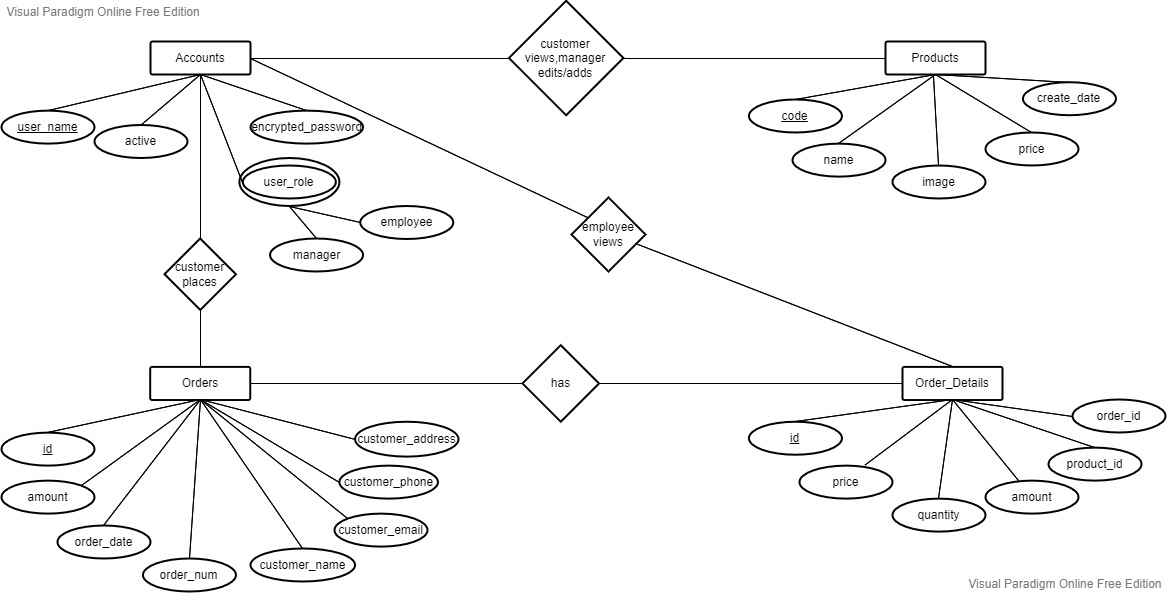 Visual Paradigm Online Free Edition
Accounts
customer
views,manager
edits/adds
Products
user_name
active
encrypted_password
code
create_date
name
price
image
user_role
employee
manager
employee
views
customer
places
Orders
has
Order_Details
id
amount
order_date
order_num
customer_name
customer_email
customer_phone
customer_address
id
price
quantity
amount
product_id
order_id
Visual Paradigm Online Free Edition